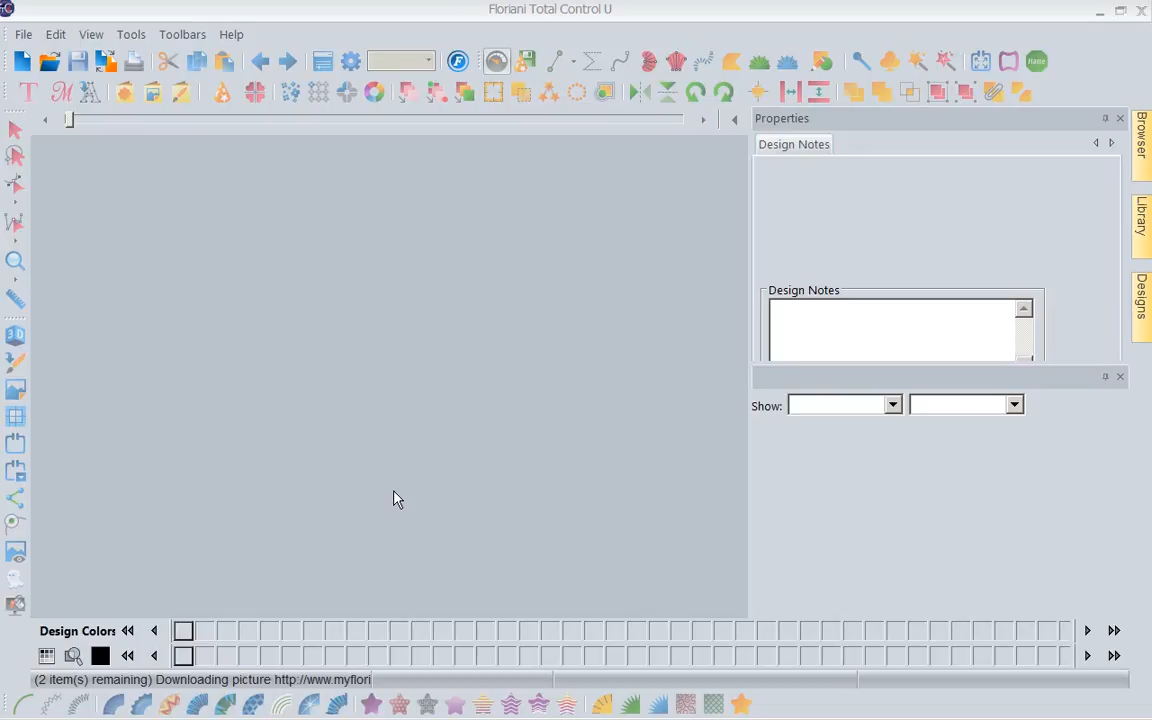 Floriani Total Control U
File Edit View Tools Toolbars Help
Home
Properties
Design Notes
Design Notes
Show:
Browser
Library
Designs
Design Colors
(2 item(s) remaining) Downloading picture http://www.myflori